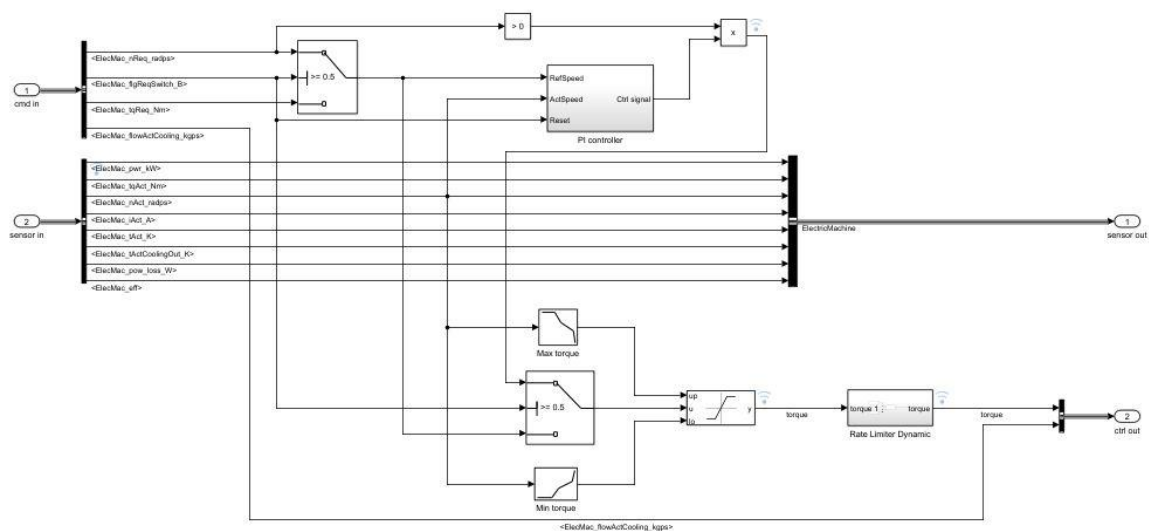 > 0
x
<ElecMac_nReq_radps>
>= 0.5
RefSpeed
<ElecMac_flgReqSwitch_B>
1
cmd in
ActSpeed
Ctrl signal
<ElecMac_tqReq_Nm>
Reset
<ElecMac_flowActCooling_kgps>
PI controller
<ElecMac_pwr_kW>
<ElecMac_tqAct_Nm>
<ElecMac_nAct_radps>
2
sensor in
<ElecMac_iAct_A>
ElectricMachine
1
sensor out
<ElecMac_tAct_K>
<ElecMac_tActCoolingOut_K>
<ElecMac_pow_loss_W>
<ElecMac_eff>
Max torque
>= 0.5
up
u
lo
y
torque
torque 1
torque
Rate Limiter Dynamic
torque
2
ctrl out
Min torque
<ElecMac_flowActCooling_kgps>